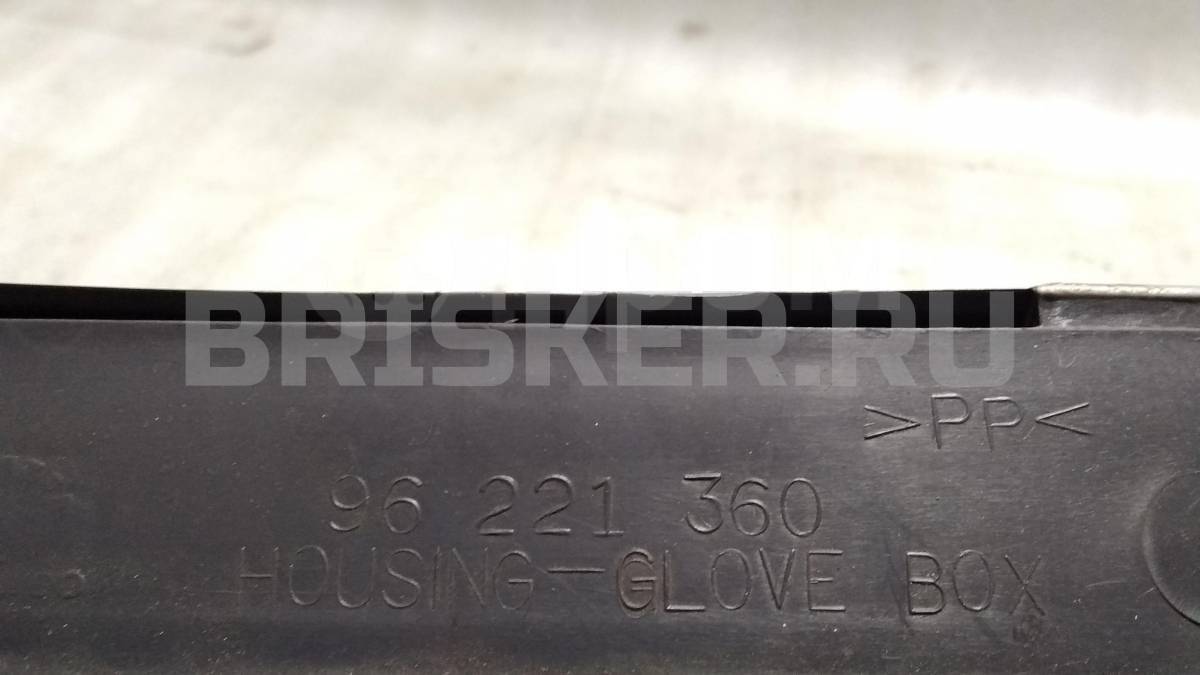 BRISKER.RU
>PP<
96 221 360
HOUSING-GLOVE BOX